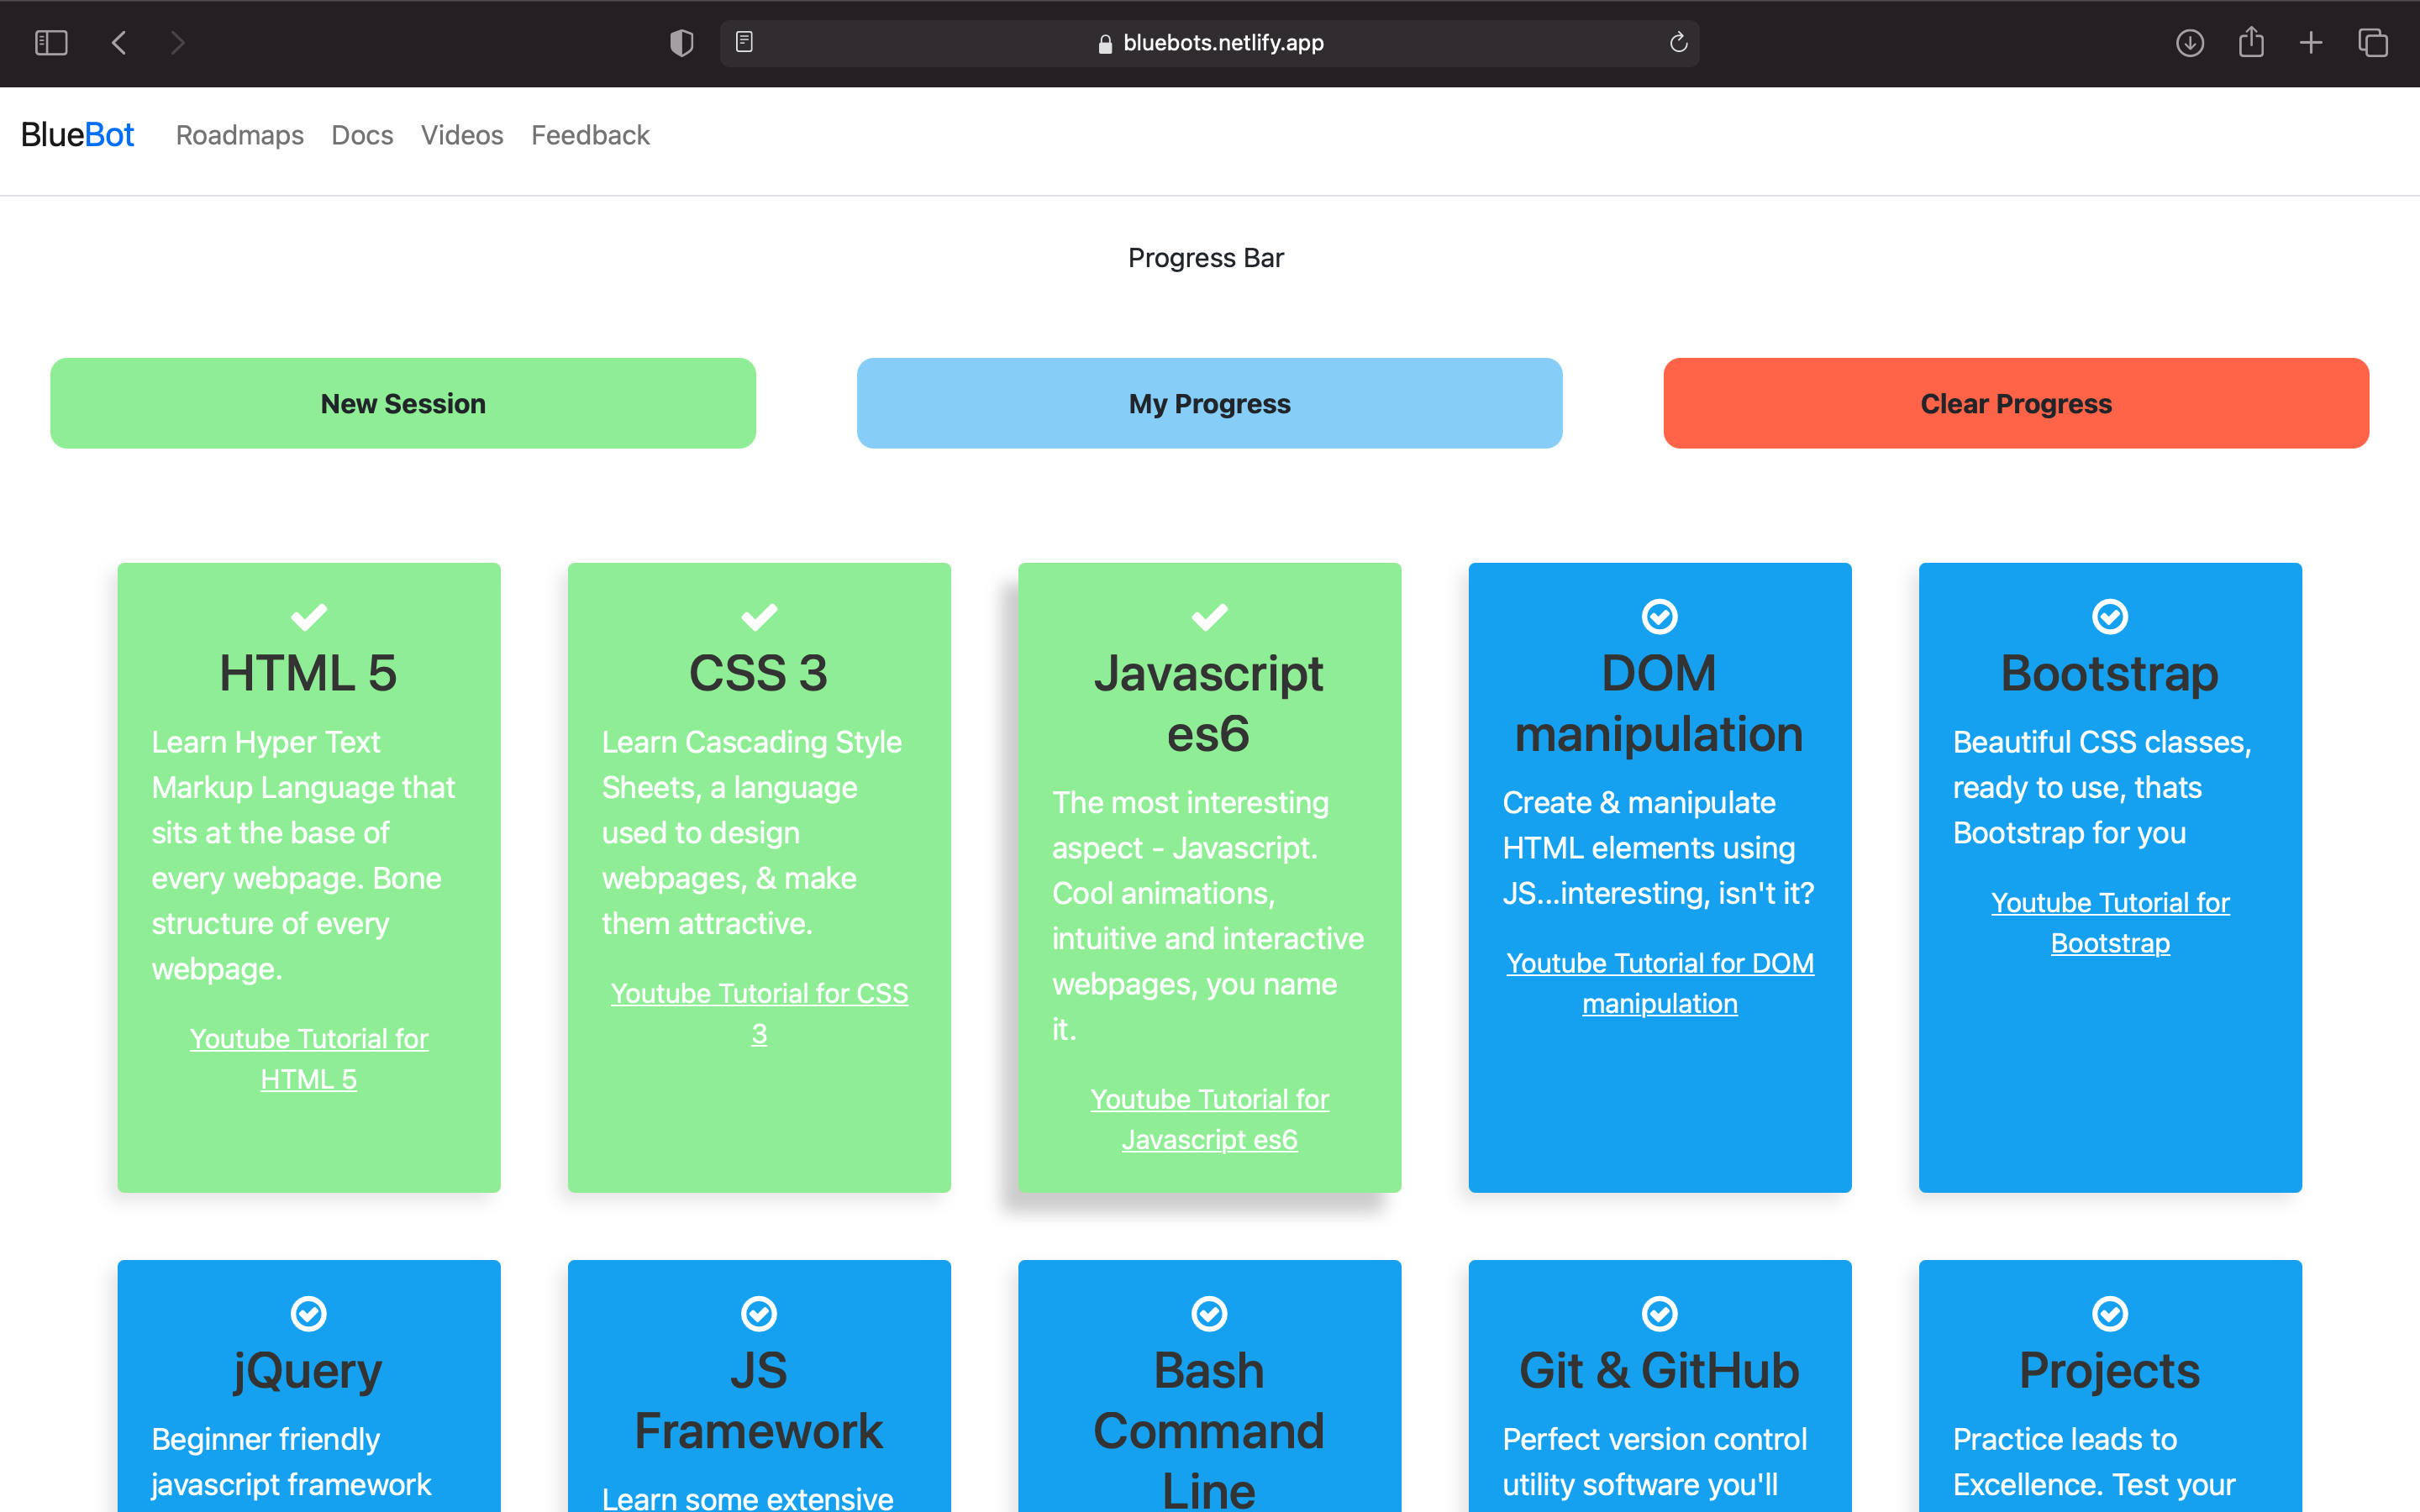 bluebots.netlify.app
BlueBot Roadmaps Docs Videos Feedback
Progress Bar
New Session
My Progress
Clear Progress
HTML 5
Learn Hyper Text
Markup Language that
sits at the base of
every webpage. Bone
structure of every
webpage.
Youtube Tutorial for
HTML 5
CSS 3
Learn Cascading Style
Sheets, a language
used to design
webpages, & make
them attractive.
Youtube Tutorial for CSS
3
Javascript
es6
The most interesting
aspect - Javascript.
Cool animations,
intuitive and interactive
webpages, you name
it.
Youtube Tutorial for
Javascript es6
DOM
manipulation
Create & manipulate
HTML elements using
JS...interesting, isn't it?
Youtube Tutorial for DOM
manipulation
Bootstrap
Beautiful CSS classes,
ready to use, thats
Bootstrap for you
Youtube Tutorial for
Bootstrap
jQuery
Beginner friendly
javascript framework
JS
Framework
Learn some extensive
Bash
Command
Line
Git & GitHub
Perfect version control
utility software you'll
Projects
Practice leads to
Excellence. Test your